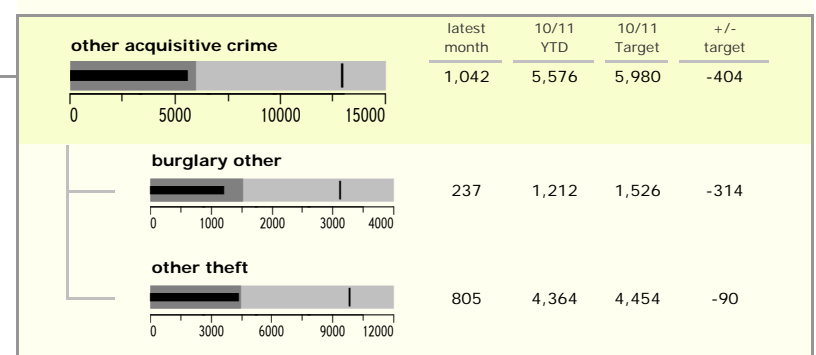 latest 10/11 10/11 +/-
other acquisitive crime month YTD Target target
1,042 5,576 5,980 -404
0 5000 10000 15000
burglary other
237 1,212 1,526 -314
0 1000 2000 3000 4000
other theft
805 4,364 4,454 -90
0 3000 6000 9000 12000